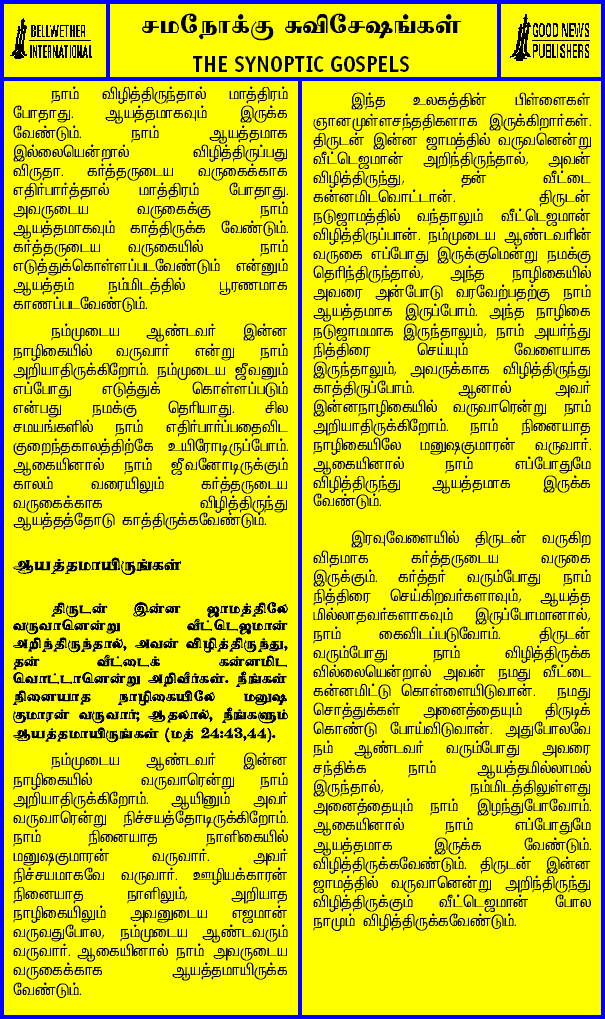 BELLWETHER
INTERNATIONAL
சமநோக்கு சுவிசேஷங்கள்
THE SYNOPTIC GOSPELS
GOOD NEWS
PUBLISHERS
நாம் விழித்திருந்தால் மாத்திரம்
போதாது. ஆயத்தமாகவும் இருக்க
வேண்டும். நாம் ஆயத்தமாக
இல்லையென்றால் விழித்திருப்பது
விருதா. கர்த்தருடைய வருகைக்காக
எதிர்பார்த்தால் மாத்திரம் போதாது.
அவருடைய வருகைக்கு நாம்
ஆயத்தமாகவும் காத்திருக்க வேண்டும்.
கர்த்தருடைய வருகையில் நாம்
எடுத்துக்கொள்ளப்படவேண்டும் என்னும்
ஆயத்தம் நம்மிடத்தில் பூரணமாக
காணப்படவேண்டும்.
நம்முடைய ஆண்டவர் இன்ன
நாழிகையில் வருவார் என்று நாம்
அறியாதிருக்கிறோம். நம்முடைய ஜீவனும்
எப்போது எடுத்துக் கொள்ளப்படும்
என்பது நமக்கு தெரியாது. சில
சமயங்களில் நாம் எதிர்பார்ப்பதைவிட
குறைந்தகாலத்திற்கே உயிரோடிருப்போம்.
ஆகையினால் நாம் ஜீவனோடிருக்கும்
காலம் வரையிலும் கர்த்தருடைய
வருகைக்காக விழித்திருந்து
ஆயத்தத்தோடு காத்திருக்கவேண்டும்.
ஆயத்தமாயிருங்கள்
திருடன் இன்ன ஜாமத்திலே
வருவானென்று வீட்டெஜமான்
அறிந்திருந்தால், அவன் விழித்திருந்து,
தன் வீட்டைக் கன்னமிட
வொட்டானென்று அறிவீர்கள். நீங்கள்
நினையாத நாழிகையிலே மனுஷ
குமாரன் வருவார்; ஆதலால், நீங்களும்
ஆயத்தமாயிருங்கள் (மத் 24:43,44).
நம்முடைய ஆண்டவர் இன்ன
நாழிகையில் வருவாரென்று நாம்
அறியாதிருக்கிறோம். ஆயினும் அவர்
வருவாரென்று நிச்சயத்தோடிருக்கிறோம்.
நாம் நினையாத நாளிகையில்
மனுஷகுமாரன் வருவார். அவர்
நிச்சயமாகவே வருவார். ஊழியக்காரன்
நினையாத நாளிலும், அறியாத
நாழிகையிலும் அவனுடைய எஜமான்
வருவதுபோல, நம்முடைய ஆண்டவரும்
வருவார். ஆகையினால் நாம் அவருடைய
வருகைக்காக ஆயத்தமாயிருக்க
வேண்டும்.
இந்த உலகத்தின் பிள்ளைகள்
ஞானமுள்ளசந்ததிகளாக இருக்கிறார்கள்.
திருடன் இன்ன ஜாமத்தில் வருவனென்று
வீட்டெஜமான் அறிந்திருந்தால், அவன்
விழித்திருந்து, தன் வீட்டை
கன்னமிடவொட்டான். திருடன்
நடுஜாமத்தில் வந்தாலும் வீட்டெஜமான்
விழித்திருப்பான். நம்முடைய ஆண்டவரின்
வருகை எப்போது இருக்குமென்று நமக்கு
தெரிந்திருந்தால், அந்த நாழிகையில்
அவரை அன்போடு வரவேற்பதற்கு நாம்
ஆயத்தமாக இருப்போம். அந்த நாழிகை
நடுஜாமமாக இருந்தாலும், நாம் அயர்ந்து
நித்திரை செய்யும் வேளையாக
இருந்தாலும், அவருக்காக விழித்திருந்து
காத்திருப்போம். ஆனால் அவர்
இன்னநாழிகையில் வருவாரென்று நாம்
அறியாதிருக்கிறோம். நாம் நினையாத
நாழிகையிலே மனுஷகுமாரன் வருவார்.
ஆகையினால் நாம் எப்போதுமே
விழித்திருந்து ஆயத்தமாக இருக்க
வேண்டும்.
இரவுவேளையில் திருடன் வருகிற
விதமாக கர்த்தருடைய வருகை
இருக்கும். கர்த்தர் வரும்போது நாம்
நித்திரை செய்கிறவர்களாவும், ஆயத்த
மில்லாதவர்களாகவும் இருப்போமானால்,
நாம் கைவிடப்படுவோம். திருடன்
வரும்போது நாம் விழித்திருக்க
வில்லையென்றால் அவன் நமது வீட்டை
கன்னமிட்டு கொள்ளையிடுவான். நமது
சொத்துக்கள் அனைத்தையும் திருடிக்
கொண்டு போய்விடுவான். அதுபோலவே
நம் ஆண்டவர் வரும்போது அவரை
சந்திக்க நாம் ஆயத்தமில்லாமல்
இருந்தால், நம்மிடத்திலுள்ளது
அனைத்தையும் நாம் இழந்துபோவோம்.
ஆகையினால் நாம் எப்போதுமே
ஆயத்தமாக இருக்க வேண்டும்.
விழித்திருக்கவேண்டும். திருடன் இன்ன
ஜாமத்தில் வருவானென்று அறிந்திருந்து
விழித்திருக்கும் வீட்டெஜமான் போல
நாமும் விழித்திருக்கவேண்டும்.